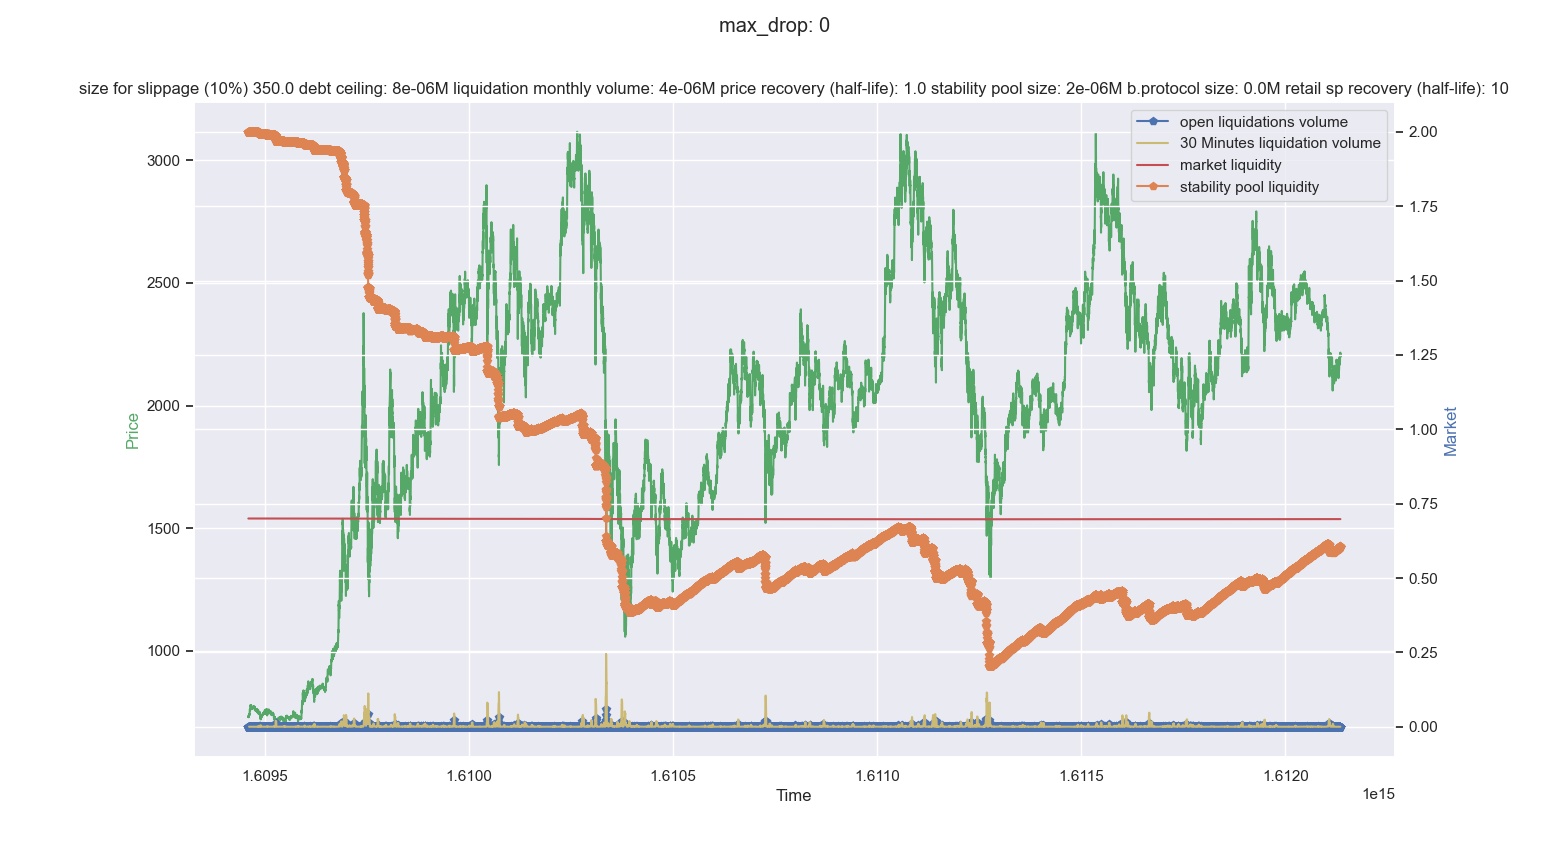 max_drop: 0
size for slippage (10%) 350.0 debt ceiling: 8e-06M liquidation monthly volume: 4e-06M price recovery (half-life): 1.0 stability pool size: 2e-06M b.protocol size: 0.0M retail sp recovery (half-life): 10
open liquidations volume
30 Minutes liquidation volume
market liquidity
stability pool liquidity
3000
2500
2000
1500
1000
Price
2.00
1.75
1.50
1.25
1.00
0.75
0.50
0.25
0.00
Market
1.6095 1.6100 1.6105 1.6110 1.6115 1.6120
Time
1e15